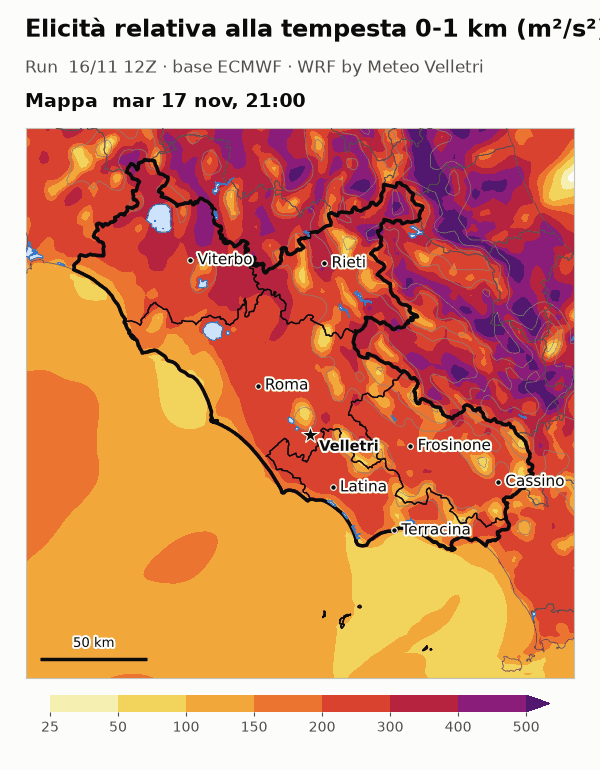 Elicità relativa alla tempesta 0-1 km (m²/s²)
Run 16/11 12Z · base ECMWF · WRF by Meteo Velletri
Mappa mar 17 nov, 21:00
Viterbo
Rieti
Roma
Velletri
Frosinone
Cassino
Latina
Terracina
50 km
25 50 100 150 200 300 400 500